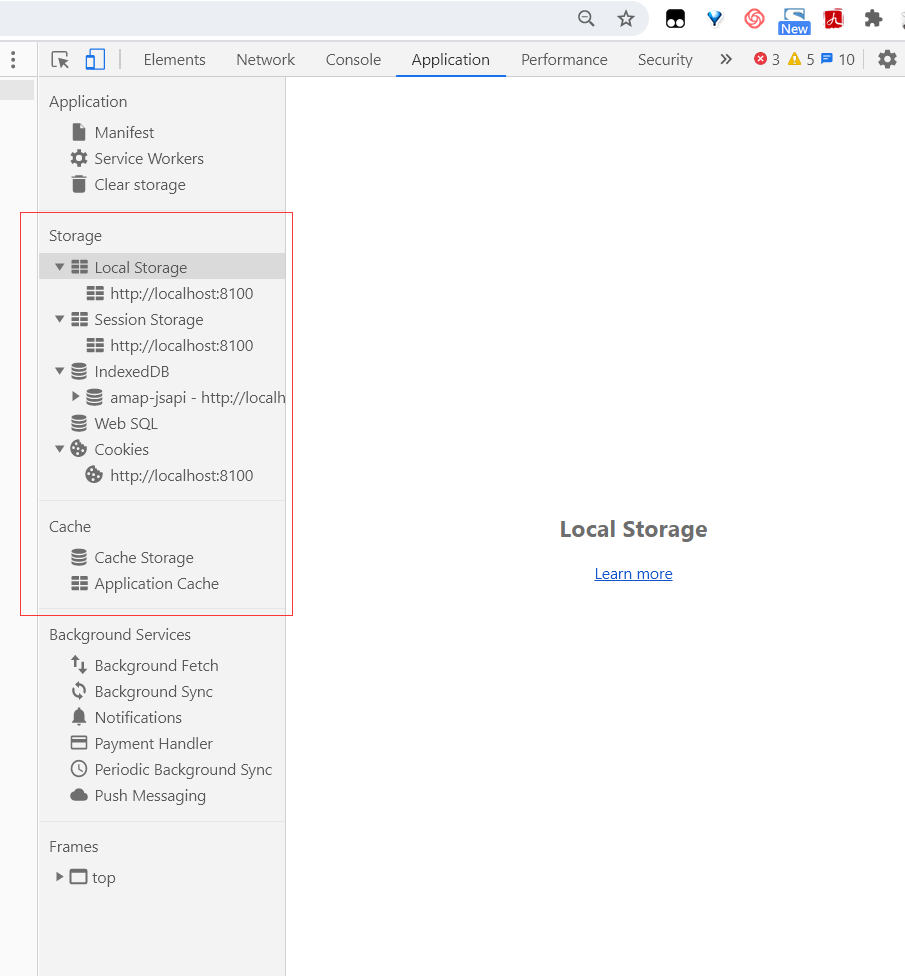 New
Elements Network Console Application Performance Security 3 5 10
Application
Manifest
Service Workers
Clear storage
Storage
Local Storage
http://localhost:8100
Session Storage
http://localhost:8100
IndexedDB
amap-jsapi - http://localh
Web SQL
Cookies
http://localhost:8100
Cache
Cache Storage
Application Cache
Background Services
Background Fetch
Background Sync
Notifications
Payment Handler
Periodic Background Sync
Push Messaging
Frames
top
Local Storage
Learn more